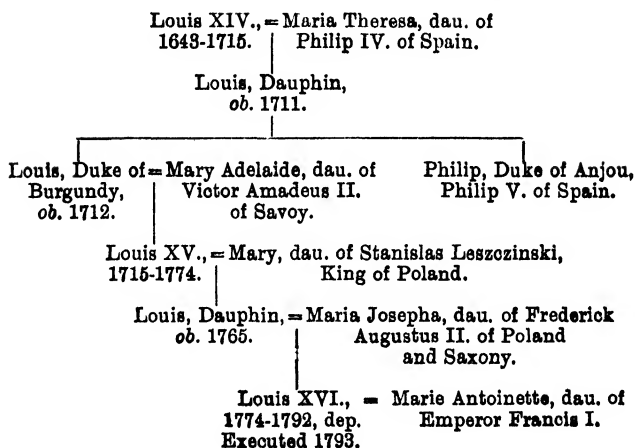 Louis XIV., = Maria Theresa, dau. of
1643-1715. Philip IV. of Spain.
Louis, Dauphin,
ob. 1711.
Louis, Duke of = Mary Adelaide, dau. of
Burgundy, Victor Amadeus II.
ob. 1712. of Savoy.
Philip, Duke of Anjou,
Philip V. of Spain.
Louis XV., = Mary, dau. of Stanislas Leszczinski,
1715-1774. King of Poland.
Louis, Dauphin, = Maria Josepha, dau. of Frederick
ob. 1765. Augustus II. of Poland
and Saxony.
Louis XVI., = Marie Antoinette, dau. of
1774-1792, dep. Emperor Francis I.
Executed 1793.